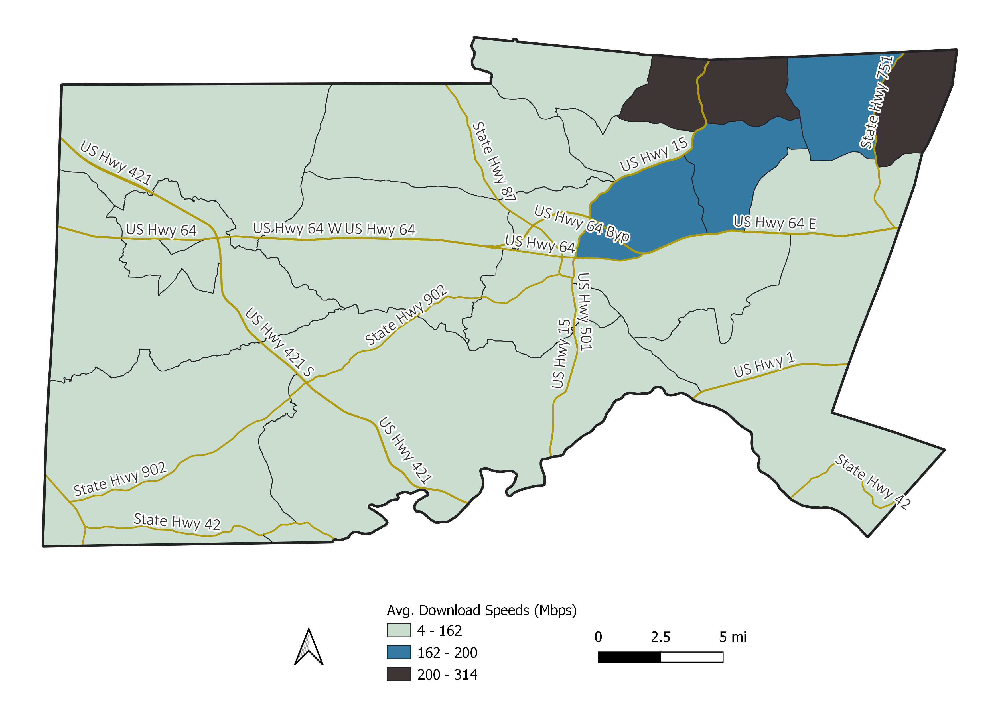 State Hwy 751
US Hwy 421
State Hwy 87
US Hwy 15
US Hwy 64
US Hwy 64 W
US Hwy 64
US Hwy 64 Byp
US Hwy 64 E
US Hwy 64
State Hwy 902
US Hwy 501
US Hwy 421 S
US Hwy 15
US Hwy 1
US Hwy 421
State Hwy 902
State Hwy 42
State Hwy 42
Avg. Download Speeds (Mbps)
4 - 162
162 - 200
200 - 314
0 2.5 5 mi